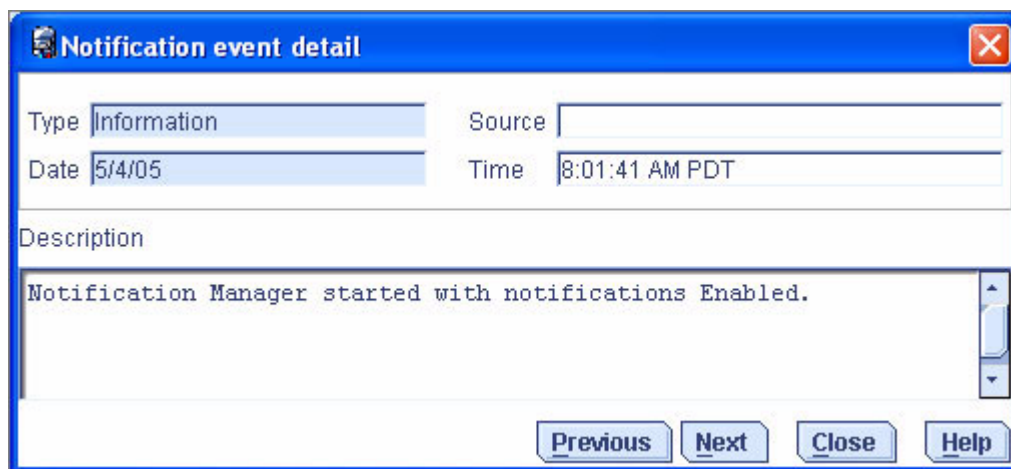 Notification event detail
Type Information Source
Date 5/4/05 Time 8:01:41 AM PDT
Description
Notification Manager started with notifications Enabled.
Previous Next Close Help